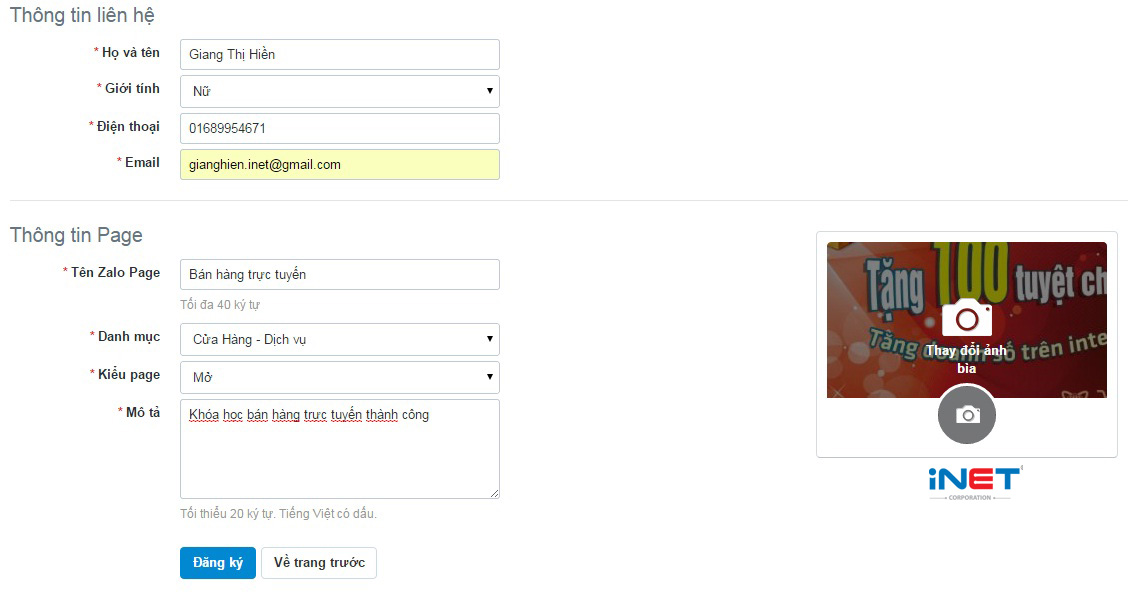 Thông tin liên hệ
* Họ và tên Giang Thị Hiền
* Giới tính Nữ
* Điện thoại 01689954671
* Email gianghien.inet@gmail.com
Thông tin Page
* Tên Zalo Page Bán hàng trực tuyến
Tối đa 40 ký tự
* Danh mục Cửa Hàng - Dịch vụ
* Kiểu page Mở
* Mô tả Khóa học bán hàng trực tuyến thành công
Tối thiểu 20 ký tự. Tiếng Việt có dấu.
Đăng ký Về trang trước
Tặng 100 tuyệt ch
Tăng doanh số trên inte
Thay đổi ảnh
bìa
iNET
CORPORATION